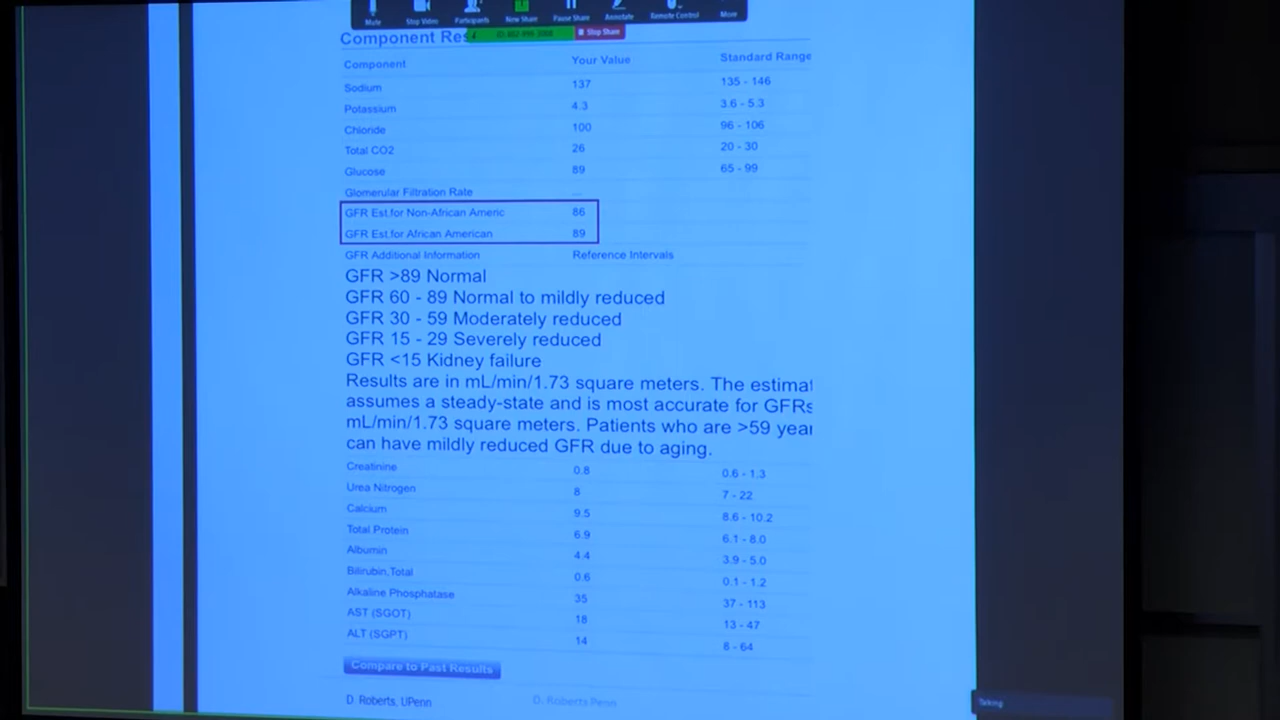 Mute Stop Video Participants New Share Pause Share Annotate Remote Control More
Stop Share
Component Res
Component Your Value Standard Range
Sodium 137 135 - 146
Potassium 4.3 3.6 - 5.3
Chloride 100 96 - 106
Total CO2 26 20 - 30
Glucose 89 65 - 99
Glomerular Filtration Rate ...
GFR Est.for Non-African Americ 86
GFR Est.for African American 89
GFR Additional Information Reference Intervals
GFR >89 Normal
GFR 60 - 89 Normal to mildly reduced
GFR 30 - 59 Moderately reduced
GFR 15 - 29 Severely reduced
GFR <15 Kidney failure
Results are in mL/min/1.73 square meters. The estimat
assumes a steady-state and is most accurate for GFRs
mL/min/1.73 square meters. Patients who are >59 year
can have mildly reduced GFR due to aging.
Creatinine 0.8 0.6 - 1.3
Urea Nitrogen 8 7 - 22
Calcium 9.5 8.6 - 10.2
Total Protein 6.9 6.1 - 8.0
Albumin 4.4 3.9 - 5.0
Bilirubin,Total 0.6 0.1 - 1.2
Alkaline Phosphatase 35 37 - 113
AST (SGOT) 18 13 - 47
ALT (SGPT) 14 8 - 64
Compare to Past Results
D. Roberts, UPenn D. Roberts Penn
Talking